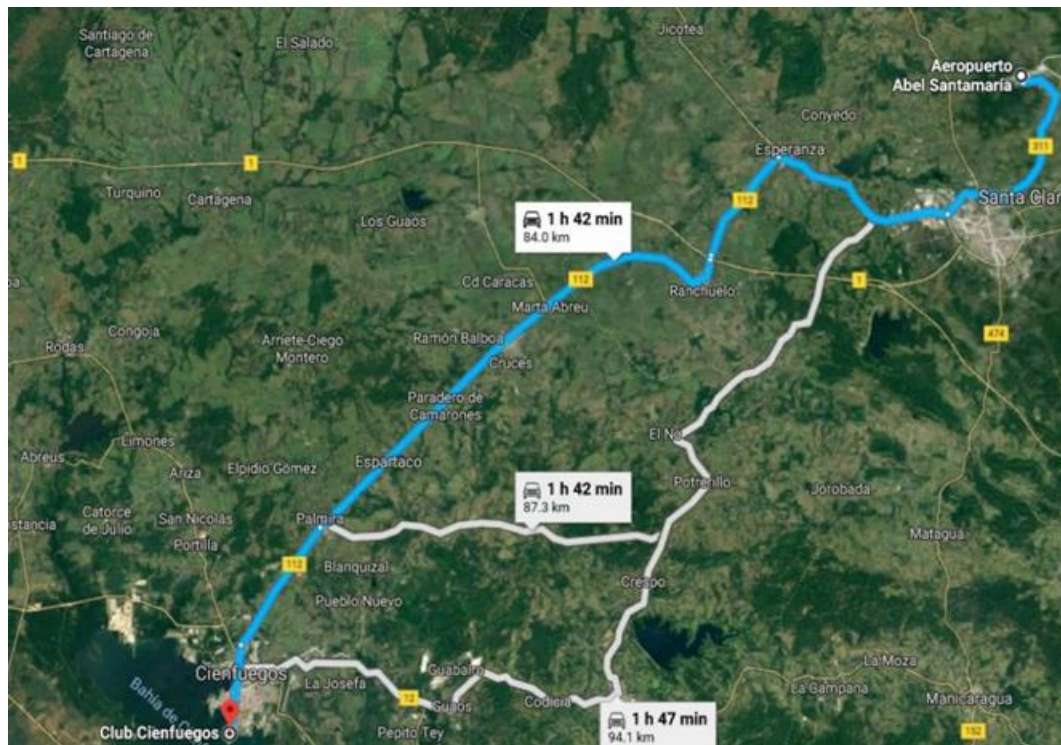 Santiago de
Cartagena
El Salado
Jicotea
Aeropuerto
Abel Santamaría
Conyedo
311
1
1
Esperanza
Turquino
Cartagena
112
Santa Clar
Los Guaos
1 h 42 min
84.0 km
Cd Caracas
112
Ranchuelo
1
Marta Abreu
Congoja
Ramón Balboa
474
Rodas
Arriete-Ciego
Montero
Cruces
Paradero de
Camarones
El No
Limones
Abreus
Ariza
Elpidio Gómez
Espartaco
Potrerillo
Jorobada
1 h 42 min
87.3 km
Catorce
de Julio
San Nicolás
Palmira
stancia
Portilla
Matagua
112
Blanquizal
Crespo
Pueblo Nuevo
Cienfuegos
La Josefa
Guabairo
La Moza
La Campana
Manicaragua
12
Guaos
Codicia
Bahía de C
1 h 47 min
94.1 km
Club Cienfuegos
Pepito Tey
152